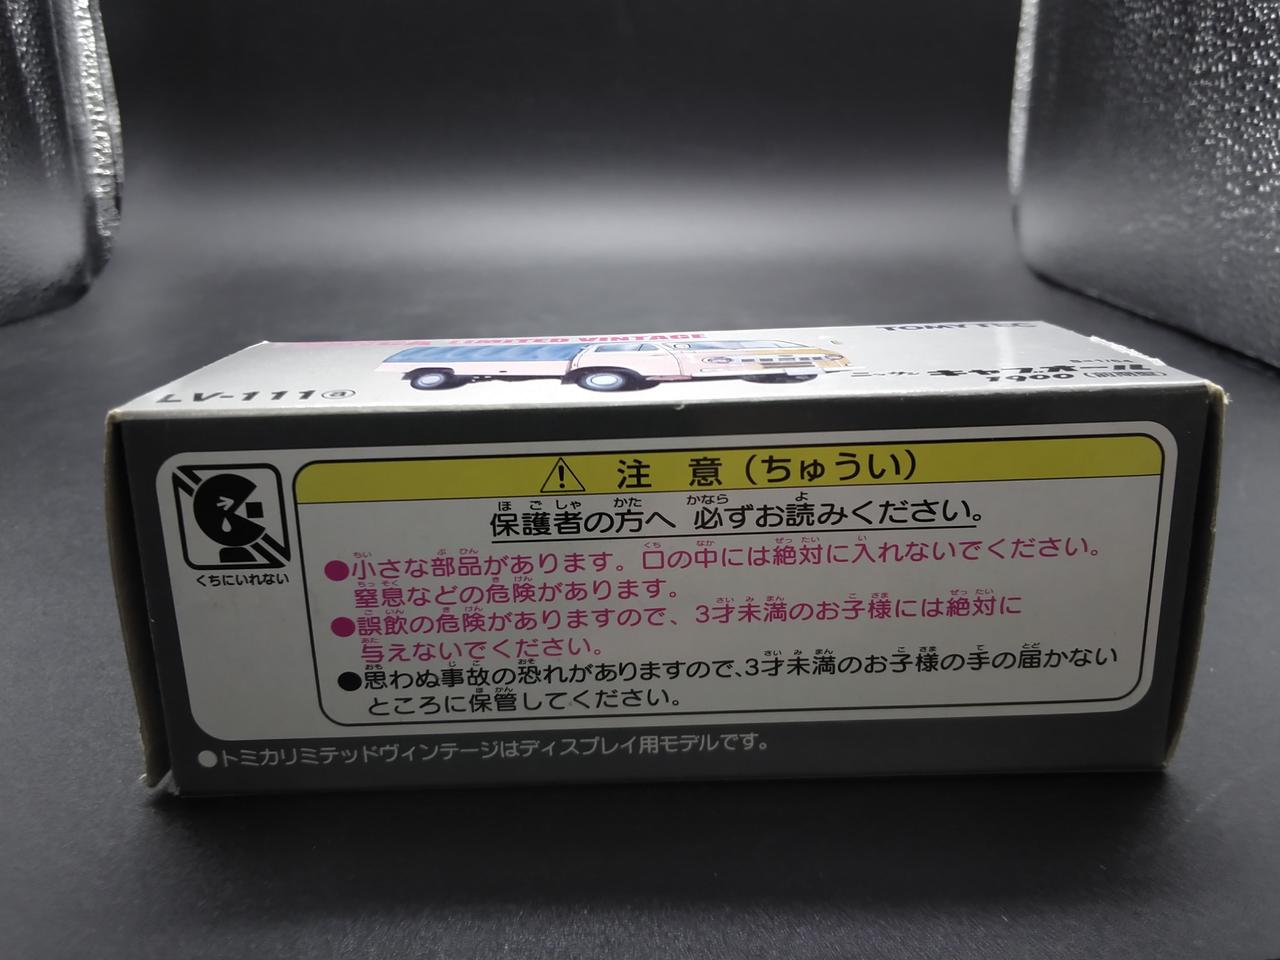 LIMITED VINTAGE
TOMYTEC
LV-111ⓐ
ニッサン キャブオール
1900
⚠ 注 意 (ちゅうい)
保護者の方へ 必ずお読みください。
●小さな部品があります。口の中には絶対に入れないでください。
窒息などの危険があります。
●誤飲の危険がありますので、3才未満のお子様には絶対に
与えないでください。
●思わぬ事故の恐れがありますので、3才未満のお子様の手の届かない
ところに保管してください。
くちにいれない
●トミカリミテッドヴィンテージはディスプレイ用モデルです。